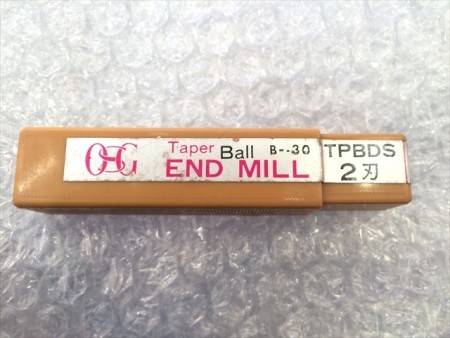 OSG Taper Ball B-·30
END MILL
TPBDS
2刃